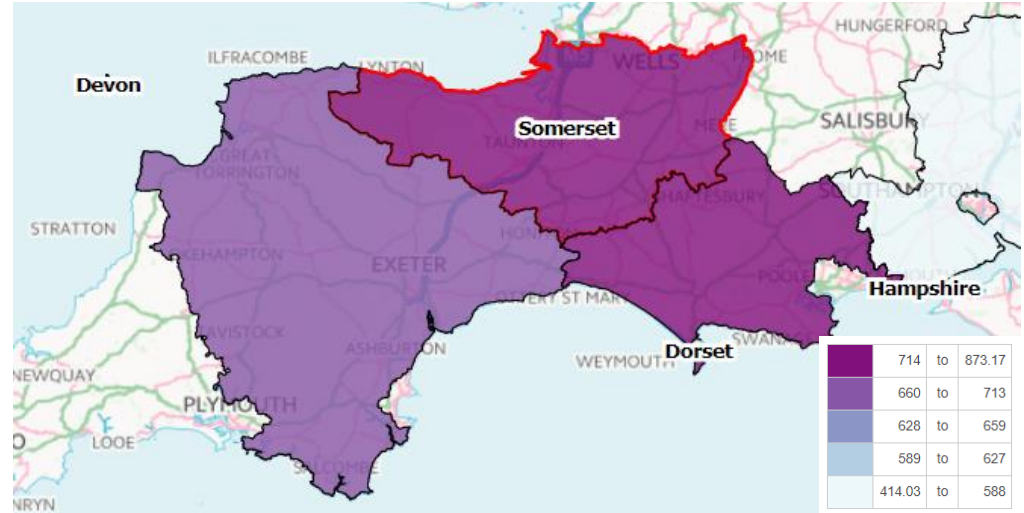 HUNGERFORD
ILFRACOMBE
LYNTON
WELLS
FROME
Devon
Somerset
SALISBURY
MERE
TAUNTON
GREAT
TORRINGTON
SHAFTESBURY
SOUTHAMPTON
STRATTON
OKEHAMPTON
EXETER
POOLE
Hampshire
OTTERY ST MARY
TAVISTOCK
ASHBURTON
SWANAGE
WEYMOUTH
Dorset
NEWQUAY
PLYMOUTH
LOOE
SALCOMBE
714 to 873.17
660 to 713
628 to 659
589 to 627
414.03 to 588